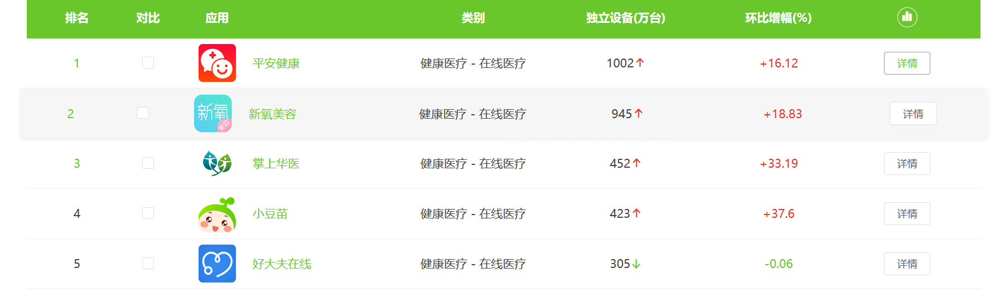 排名 对比 应用 类别 独立设备(万台) 环比增幅(%)
1 平安健康 健康医疗 - 在线医疗 1002↑ +16.12 详情
2 新氧 美容 新氧美容 健康医疗 - 在线医疗 945↑ +18.83 详情
3 掌上华医 健康医疗 - 在线医疗 452↑ +33.19 详情
4 小豆苗 健康医疗 - 在线医疗 423↑ +37.6 详情
5 好大夫在线 健康医疗 - 在线医疗 305↓ -0.06 详情